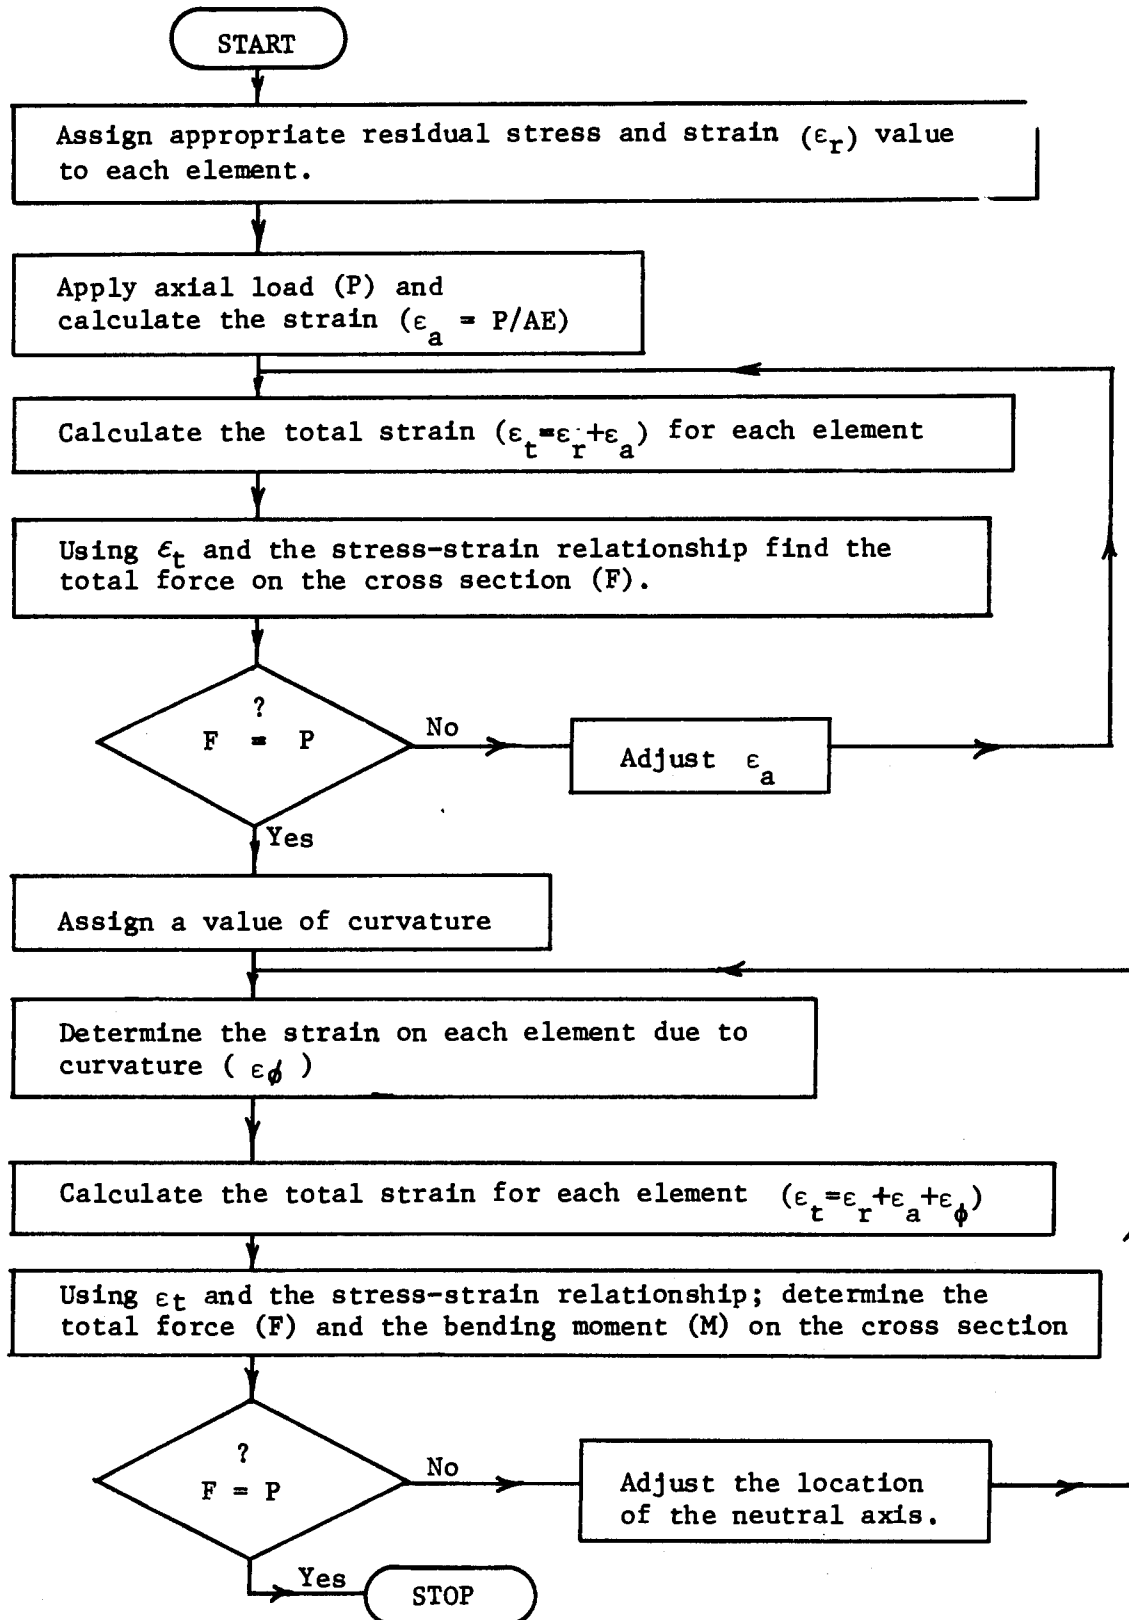 START
Assign appropriate residual stress and strain (εr) value
to each element.
Apply axial load (P) and
calculate the strain (εa = P/AE)
Calculate the total strain (εt=εr+εa) for each element
Using ϵt and the stress-strain relationship find the
total force on the cross section (F).
?
F = P
No
Adjust εa
Yes
Assign a value of curvature
Determine the strain on each element due to
curvature ( εϕ )
Calculate the total strain for each element (εt=εr+εa+εϕ)
Using εt and the stress-strain relationship; determine the
total force (F) and the bending moment (M) on the cross section
?
F = P
No
Adjust the location
of the neutral axis.
Yes
STOP